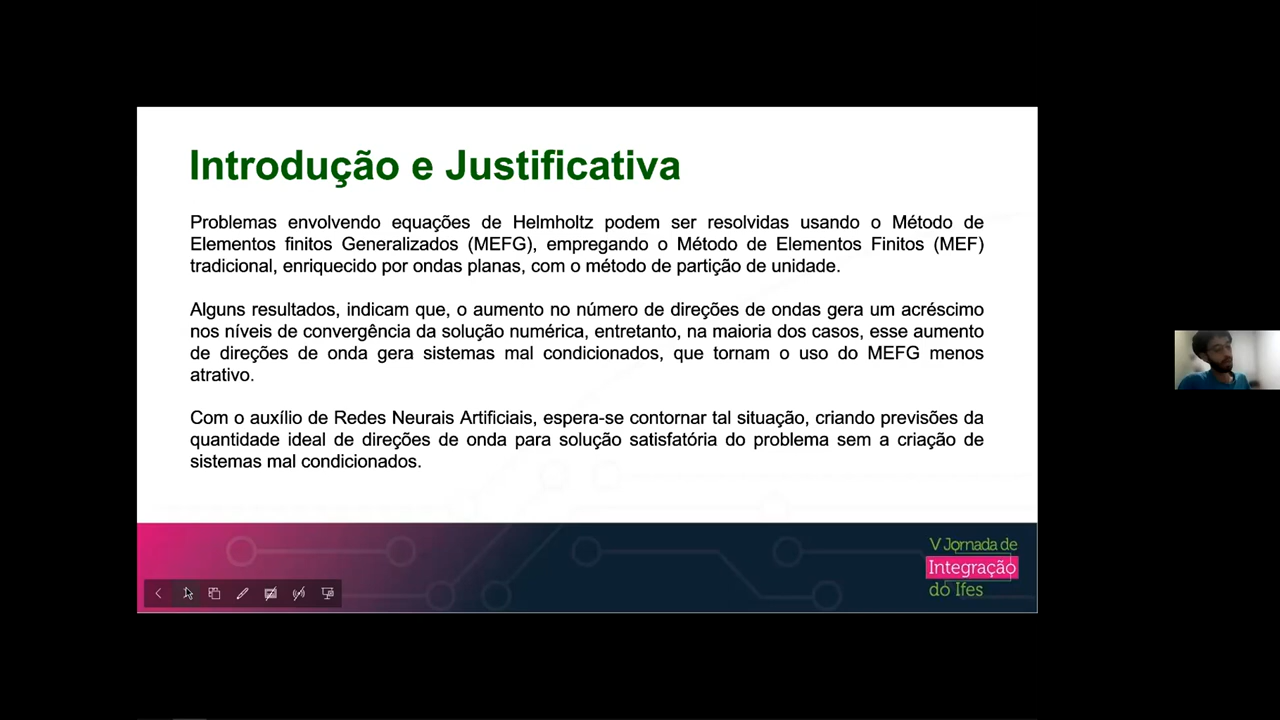 Introdução e Justificativa
Problemas envolvendo equações de Helmholtz podem ser resolvidas usando o Método de
Elementos finitos Generalizados (MEFG), empregando o Método de Elementos Finitos (MEF)
tradicional, enriquecido por ondas planas, com o método de partição de unidade.
Alguns resultados, indicam que, o aumento no número de direções de ondas gera um acréscimo
nos níveis de convergência da solução numérica, entretanto, na maioria dos casos, esse aumento
de direções de onda gera sistemas mal condicionados, que tornam o uso do MEFG menos
atrativo.
Com o auxílio de Redes Neurais Artificiais, espera-se contornar tal situação, criando previsões da
quantidade ideal de direções de onda para solução satisfatória do problema sem a criação de
sistemas mal condicionados.
V Jornada de
Integração
do Ifes